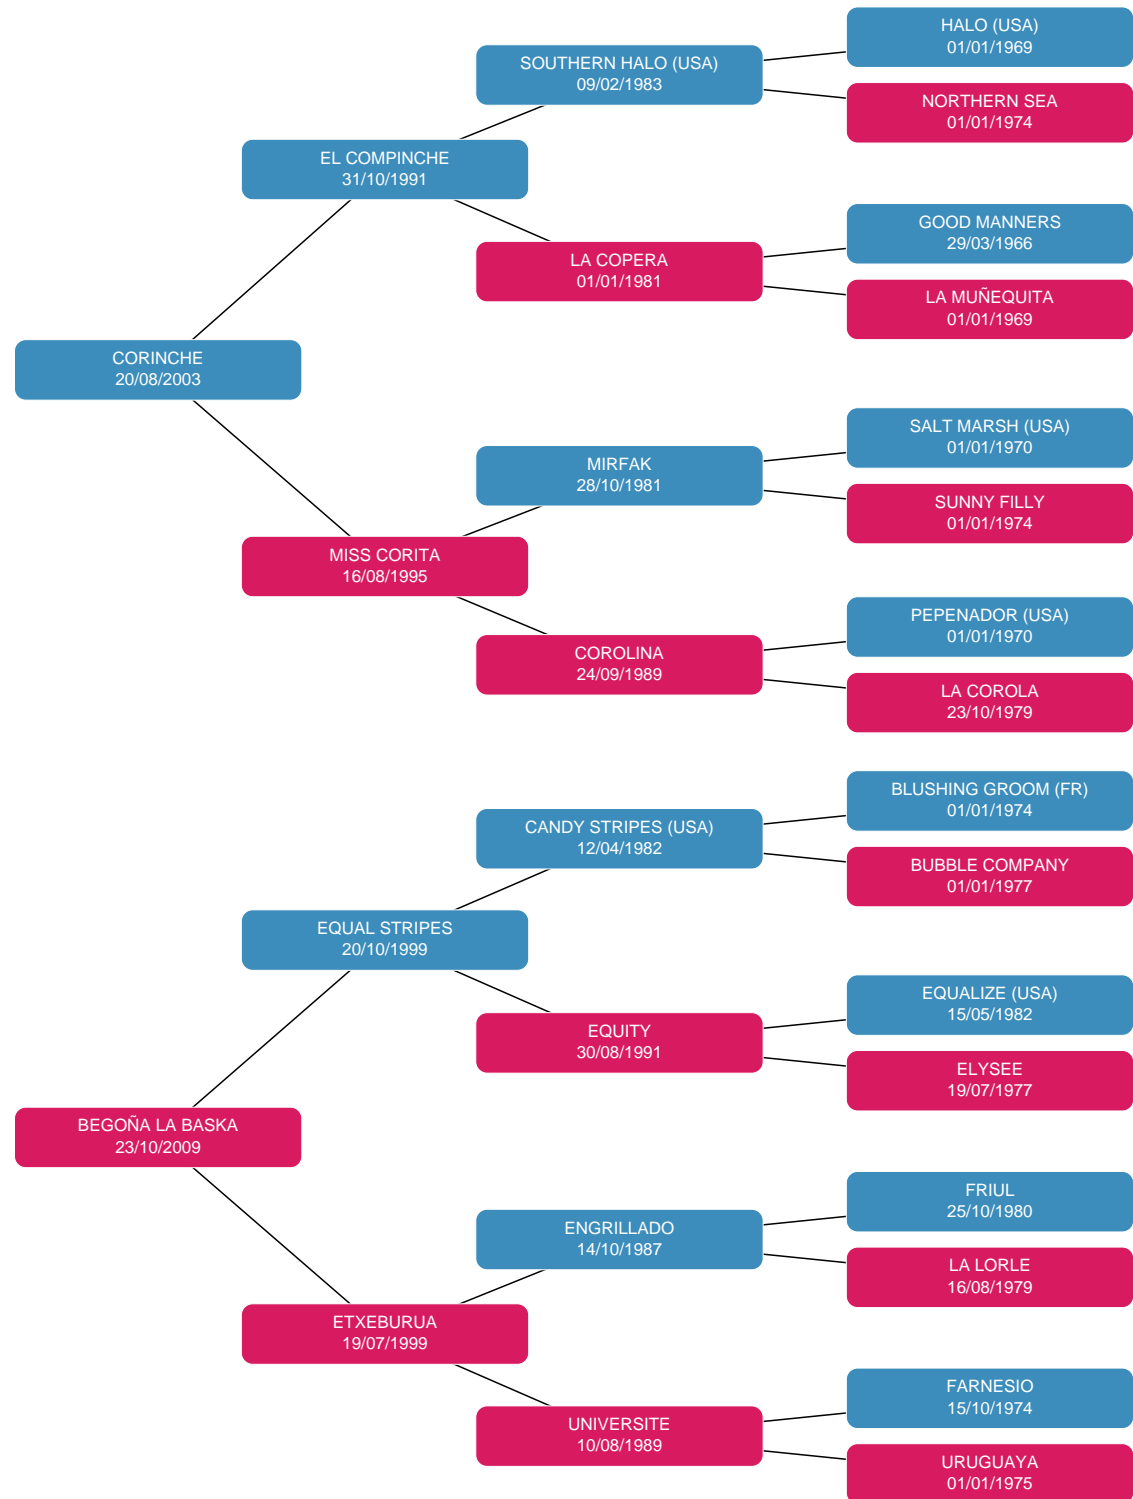 HALO (USA)
01/01/1969
SOUTHERN HALO (USA)
09/02/1983
NORTHERN SEA
01/01/1974
EL COMPINCHE
31/10/1991
GOOD MANNERS
29/03/1966
LA COPERA
01/01/1981
LA MUÑEQUITA
01/01/1969
CORINCHE
20/08/2003
SALT MARSH (USA)
01/01/1970
MIRFAK
28/10/1981
SUNNY FILLY
01/01/1974
MISS CORITA
16/08/1995
PEPENADOR (USA)
01/01/1970
COROLINA
24/09/1989
LA COROLA
23/10/1979
BLUSHING GROOM (FR)
01/01/1974
CANDY STRIPES (USA)
12/04/1982
BUBBLE COMPANY
01/01/1977
EQUAL STRIPES
20/10/1999
EQUALIZE (USA)
15/05/1982
EQUITY
30/08/1991
ELYSEE
19/07/1977
BEGOÑA LA BASKA
23/10/2009
FRIUL
25/10/1980
ENGRILLADO
14/10/1987
LA LORLE
16/08/1979
ETXEBURUA
19/07/1999
FARNESIO
15/10/1974
UNIVERSITE
10/08/1989
URUGUAYA
01/01/1975